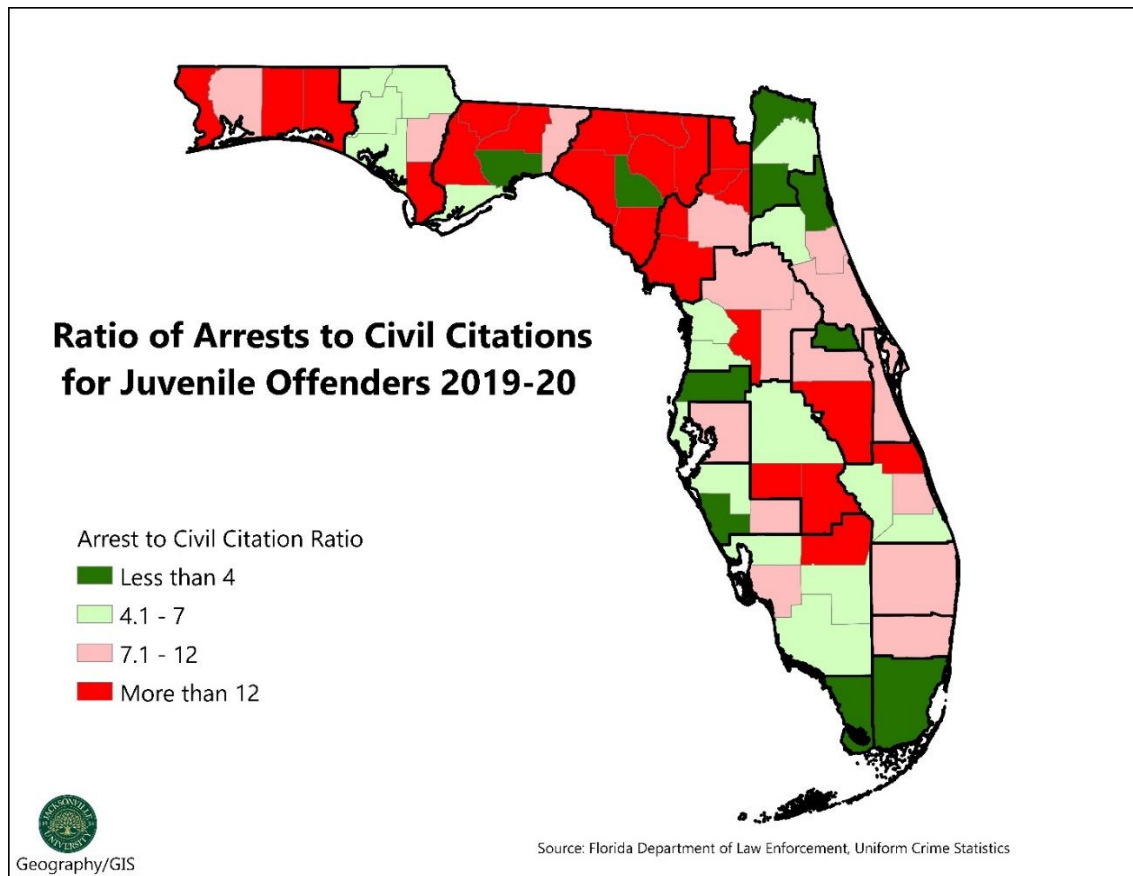 Ratio of Arrests to Civil Citations
for Juvenile Offenders 2019-20
Arrest to Civil Citation Ratio
Less than 4
4.1 - 7
7.1 - 12
More than 12
JACKSONVILLE
UNIVERSITY
Geography/GIS
Source: Florida Department of Law Enforcement, Uniform Crime Statistics